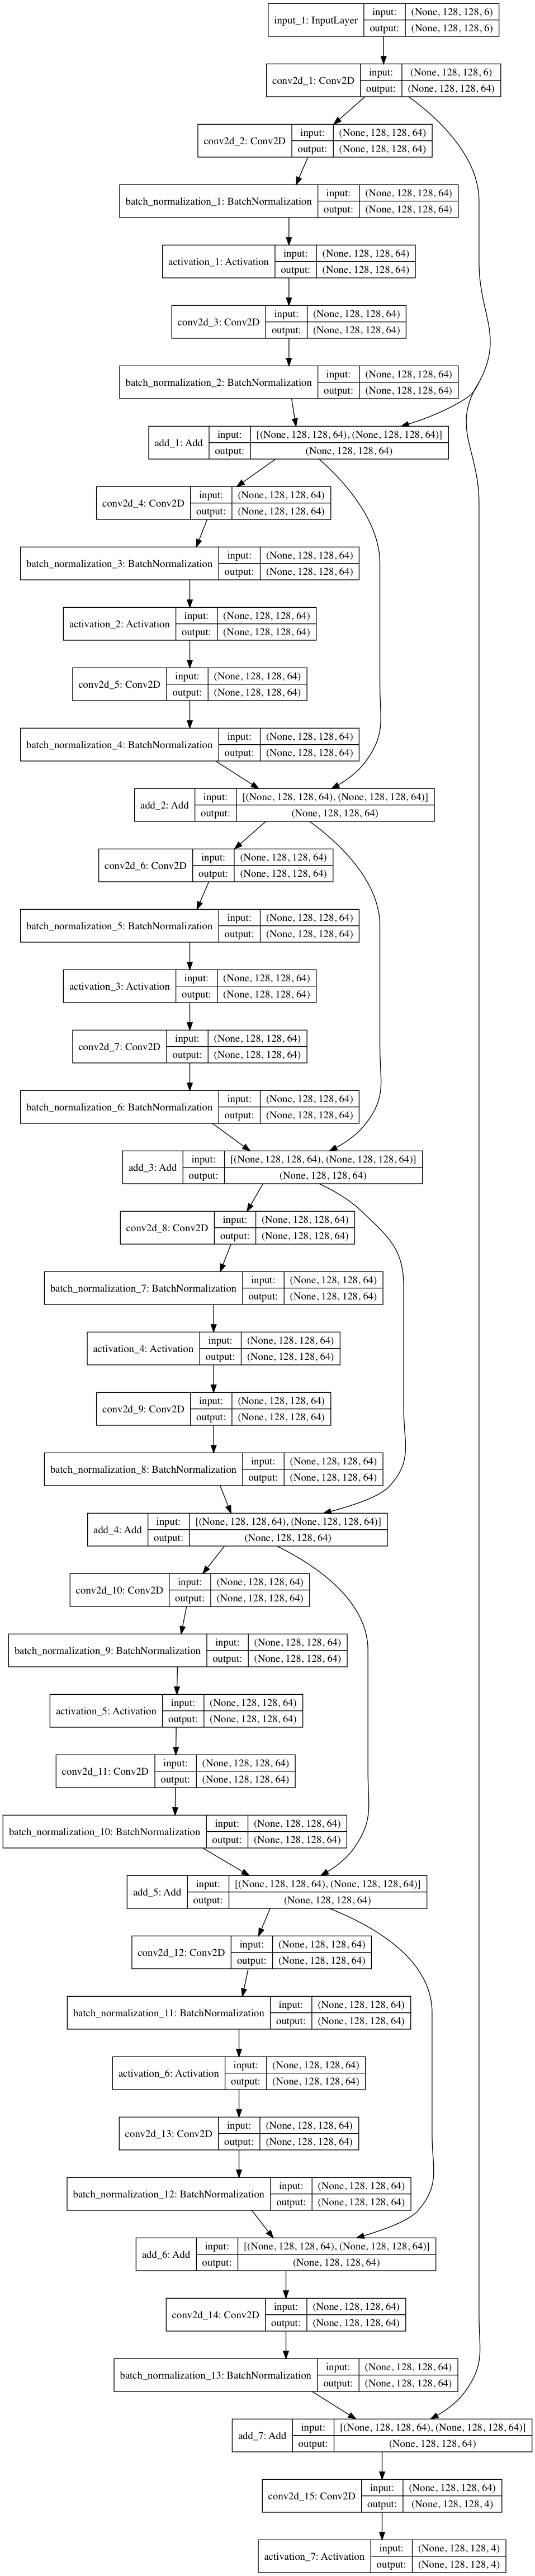 input_1: InputLayer
input: (None, 128, 128, 6)
output: (None, 128, 128, 6)
conv2d_1: Conv2D
input: (None, 128, 128, 6)
output: (None, 128, 128, 64)
conv2d_2: Conv2D
input: (None, 128, 128, 64)
output: (None, 128, 128, 64)
batch_normalization_1: BatchNormalization
input: (None, 128, 128, 64)
output: (None, 128, 128, 64)
activation_1: Activation
input: (None, 128, 128, 64)
output: (None, 128, 128, 64)
conv2d_3: Conv2D
input: (None, 128, 128, 64)
output: (None, 128, 128, 64)
batch_normalization_2: BatchNormalization
input: (None, 128, 128, 64)
output: (None, 128, 128, 64)
add_1: Add
input: [(None, 128, 128, 64), (None, 128, 128, 64)]
output: (None, 128, 128, 64)
conv2d_4: Conv2D
input: (None, 128, 128, 64)
output: (None, 128, 128, 64)
batch_normalization_3: BatchNormalization
input: (None, 128, 128, 64)
output: (None, 128, 128, 64)
activation_2: Activation
input: (None, 128, 128, 64)
output: (None, 128, 128, 64)
conv2d_5: Conv2D
input: (None, 128, 128, 64)
output: (None, 128, 128, 64)
batch_normalization_4: BatchNormalization
input: (None, 128, 128, 64)
output: (None, 128, 128, 64)
add_2: Add
input: [(None, 128, 128, 64), (None, 128, 128, 64)]
output: (None, 128, 128, 64)
conv2d_6: Conv2D
input: (None, 128, 128, 64)
output: (None, 128, 128, 64)
batch_normalization_5: BatchNormalization
input: (None, 128, 128, 64)
output: (None, 128, 128, 64)
activation_3: Activation
input: (None, 128, 128, 64)
output: (None, 128, 128, 64)
conv2d_7: Conv2D
input: (None, 128, 128, 64)
output: (None, 128, 128, 64)
batch_normalization_6: BatchNormalization
input: (None, 128, 128, 64)
output: (None, 128, 128, 64)
add_3: Add
input: [(None, 128, 128, 64), (None, 128, 128, 64)]
output: (None, 128, 128, 64)
conv2d_8: Conv2D
input: (None, 128, 128, 64)
output: (None, 128, 128, 64)
batch_normalization_7: BatchNormalization
input: (None, 128, 128, 64)
output: (None, 128, 128, 64)
activation_4: Activation
input: (None, 128, 128, 64)
output: (None, 128, 128, 64)
conv2d_9: Conv2D
input: (None, 128, 128, 64)
output: (None, 128, 128, 64)
batch_normalization_8: BatchNormalization
input: (None, 128, 128, 64)
output: (None, 128, 128, 64)
add_4: Add
input: [(None, 128, 128, 64), (None, 128, 128, 64)]
output: (None, 128, 128, 64)
conv2d_10: Conv2D
input: (None, 128, 128, 64)
output: (None, 128, 128, 64)
batch_normalization_9: BatchNormalization
input: (None, 128, 128, 64)
output: (None, 128, 128, 64)
activation_5: Activation
input: (None, 128, 128, 64)
output: (None, 128, 128, 64)
conv2d_11: Conv2D
input: (None, 128, 128, 64)
output: (None, 128, 128, 64)
batch_normalization_10: BatchNormalization
input: (None, 128, 128, 64)
output: (None, 128, 128, 64)
add_5: Add
input: [(None, 128, 128, 64), (None, 128, 128, 64)]
output: (None, 128, 128, 64)
conv2d_12: Conv2D
input: (None, 128, 128, 64)
output: (None, 128, 128, 64)
batch_normalization_11: BatchNormalization
input: (None, 128, 128, 64)
output: (None, 128, 128, 64)
activation_6: Activation
input: (None, 128, 128, 64)
output: (None, 128, 128, 64)
conv2d_13: Conv2D
input: (None, 128, 128, 64)
output: (None, 128, 128, 64)
batch_normalization_12: BatchNormalization
input: (None, 128, 128, 64)
output: (None, 128, 128, 64)
add_6: Add
input: [(None, 128, 128, 64), (None, 128, 128, 64)]
output: (None, 128, 128, 64)
conv2d_14: Conv2D
input: (None, 128, 128, 64)
output: (None, 128, 128, 64)
batch_normalization_13: BatchNormalization
input: (None, 128, 128, 64)
output: (None, 128, 128, 64)
add_7: Add
input: [(None, 128, 128, 64), (None, 128, 128, 64)]
output: (None, 128, 128, 64)
conv2d_15: Conv2D
input: (None, 128, 128, 64)
output: (None, 128, 128, 4)
activation_7: Activation
input: (None, 128, 128, 4)
output: (None, 128, 128, 4)